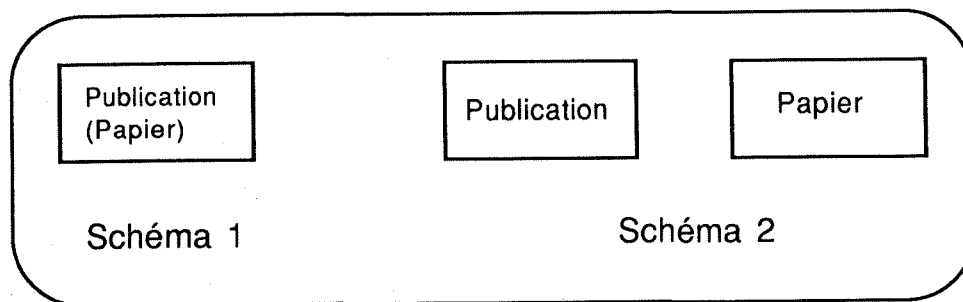 Publication
(Papier)
Publication
Papier
Schéma 1
Schéma 2